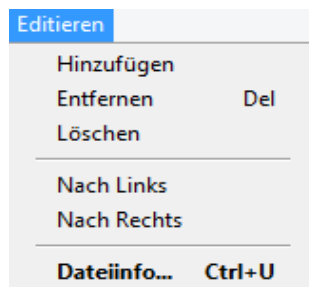 Editieren
Hinzufügen
Entfernen Del
Löschen
Nach Links
Nach Rechts
Dateiinfo... Ctrl+U